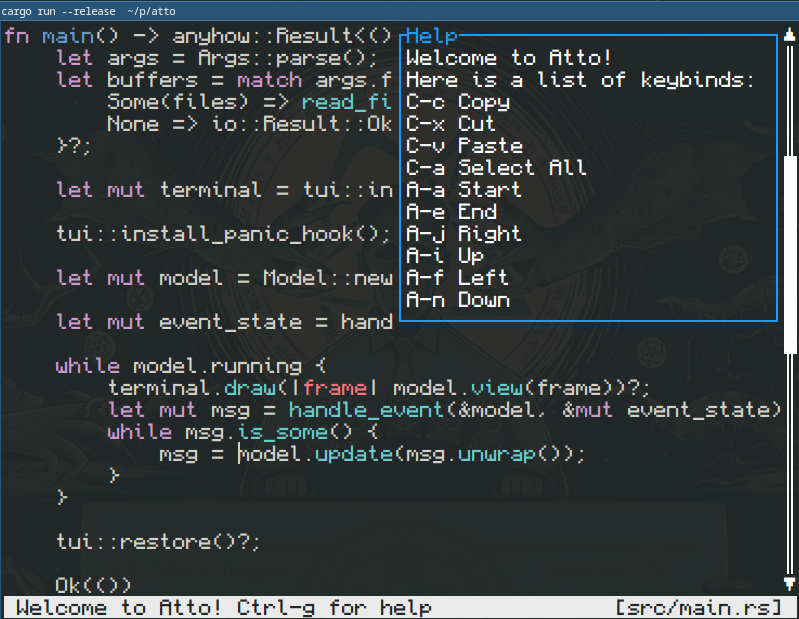 cargo run --release ~/p/atto
fn main() -> anyhow::Result<()
let args = Args::parse();
let buffers = match args.f
Some(files) => read_fi
None => io::Result::Ok
}?;
let mut terminal = tui::in
tui::install_panic_hook();
let mut model = Model::new
let mut event_state = hand
while model.running {
terminal.draw(|frame| model.view(frame))?;
let mut msg = handle_event(&model, &mut event_state)
while msg.is_some() {
msg = model.update(msg.unwrap());
}
}
tui::restore()?;
Ok(())
Help
Welcome to Atto!
Here is a list of keybinds:
C-c Copy
C-x Cut
C-v Paste
C-a Select All
A-a Start
A-e End
A-j Right
A-i Up
A-f Left
A-n Down
Welcome to Atto! Ctrl-g for help [src/main.rs]